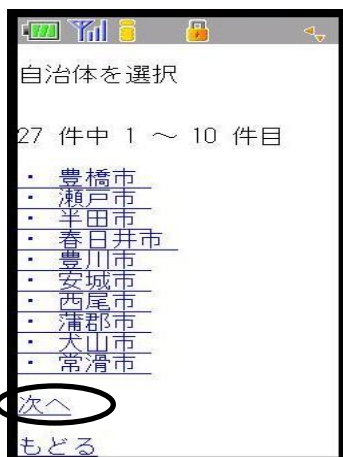 自治体を選択
27 件中 1 ～ 10 件目
・ 豊橋市
・ 瀬戸市
・ 半田市
・ 春日井市
・ 豊川市
・ 安城市
・ 西尾市
・ 蒲郡市
・ 犬山市
・ 常滑市
次へ
もどる